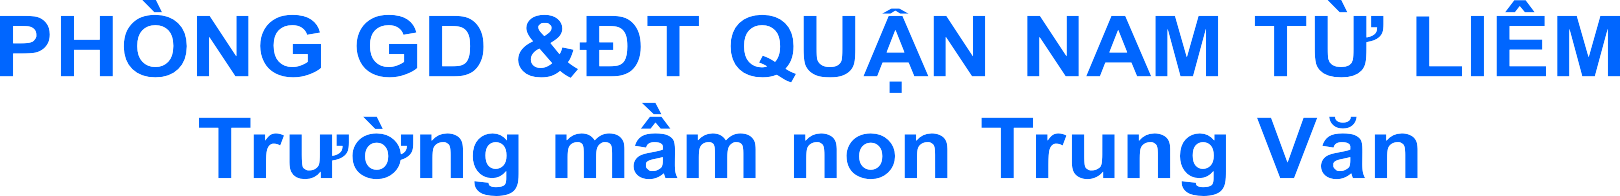 PHÒNG GD &ĐT QUẬN NAM TỪ LIÊM
Trường mầm non Trung Văn